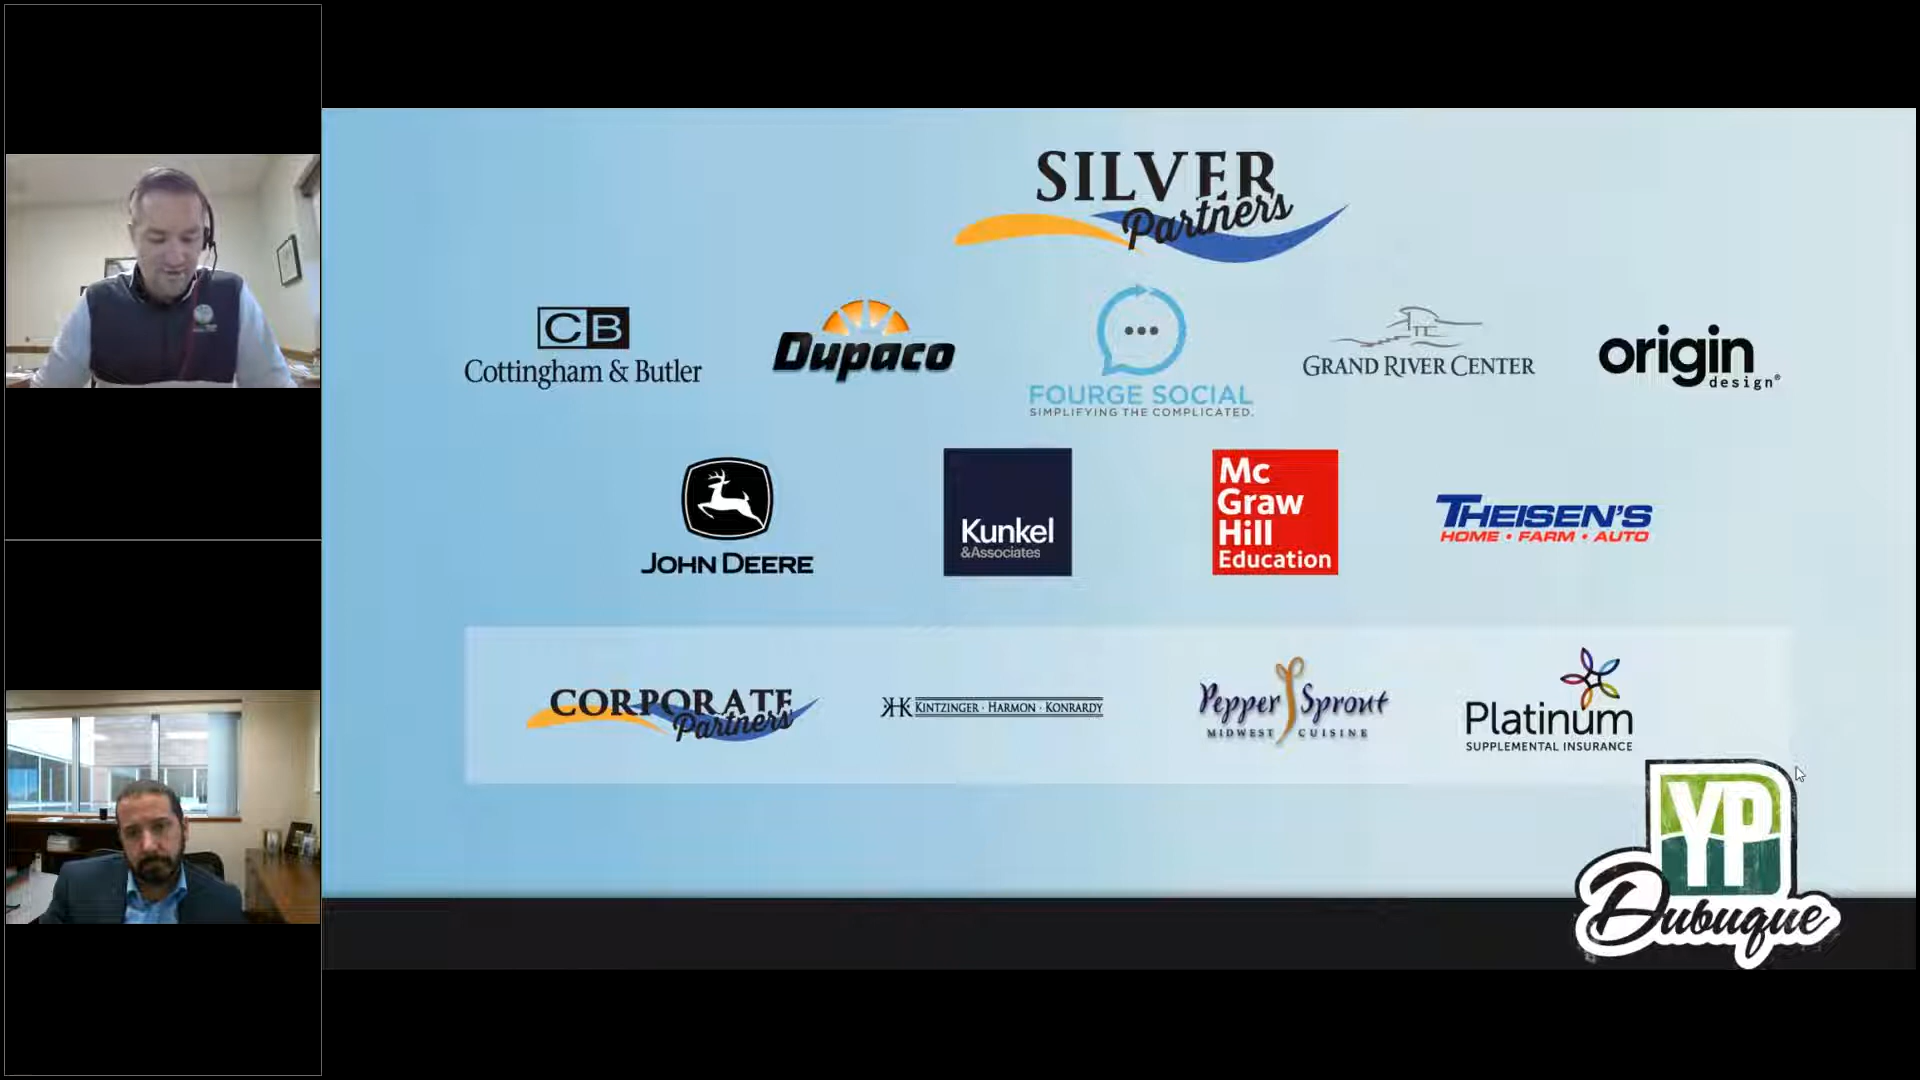 SILVER
Partners
CB
Cottingham & Butler
Dupaco
FOURGE SOCIAL
SIMPLIFYING THE COMPLICATED.
GRAND RIVER CENTER
origin
design®
JOHN DEERE
Kunkel
&Associates
Mc
Graw
Hill
Education
THEISEN'S
HOME • FARM • AUTO
CORPORATE
Partners
KHK KINTZINGER · HARMON · KONRARDY
Pepper Sprout
MIDWEST CUISINE
Platinum
SUPPLEMENTAL INSURANCE
YP
Dubuque